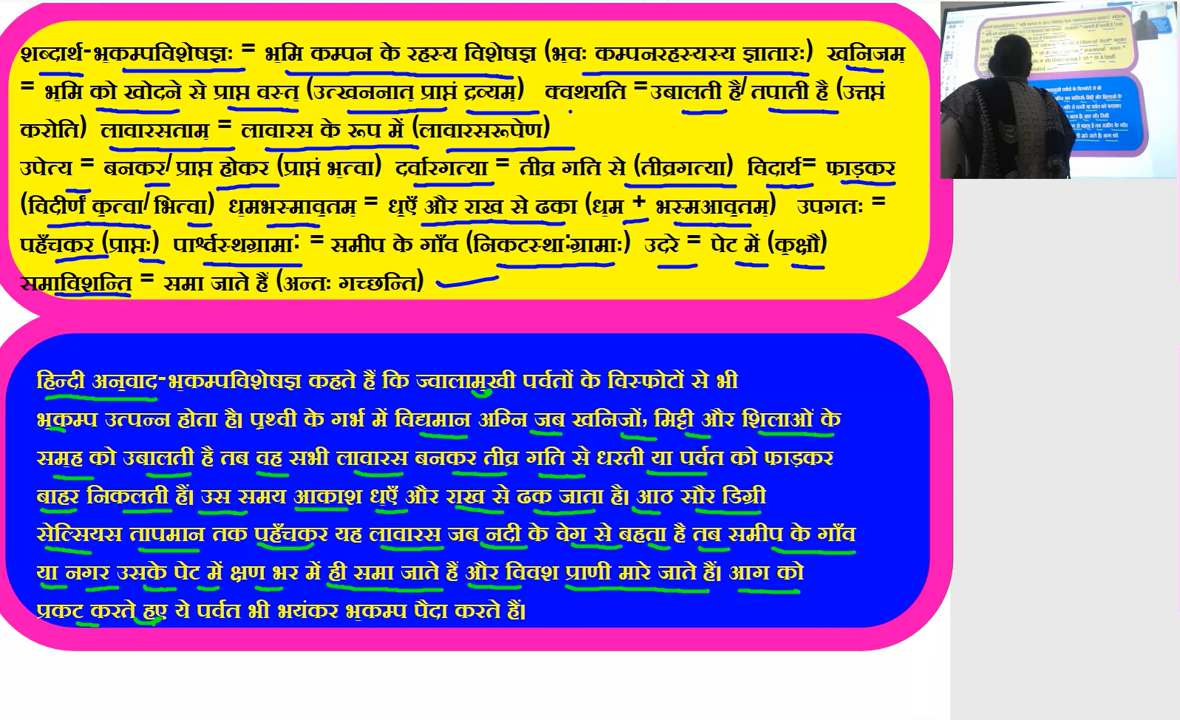 शब्दार्थ-भूकम्पविशेषज्ञः = भूमि कम्पन के रहस्य विशेषज्ञ (भुवः कम्पनरहस्यस्य ज्ञातारः) खनिजम्
= भूमि को खोदने से प्राप्त वस्तु (उत्खननात् प्राप्तं द्रव्यम्) क्वथयति =उबालती है/तपाती है (उत्तप्तं
करोति) लावारसताम् = लावारस के रूप में (लावारसरूपेण)
उपेत्य = बनकर/प्राप्त होकर (प्राप्तं भूत्वा) दुर्वारगत्या = तीव्र गति से (तीव्रगत्या) विदार्य= फाड़कर
(विदीर्णं कृत्वा/भित्वा) धूमभस्मावृतम् = धूएँ और राख से ढका (धूम + भस्मआवृतम्) उपगतः =
पहुँचकर (प्राप्तः) पार्श्वस्थग्रामाः = समीप के गाँव (निकटस्थाःग्रामाः) उदरे = पेट में (कुक्षौ)
समाविशन्ति = समा जाते हैं (अन्तः गच्छन्ति)
हिन्दी अनुवाद-भूकम्पविशेषज्ञ कहते हैं कि ज्वालामुखी पर्वतों के विस्फोटों से भी
भूकम्प उत्पन्न होता है। पृथ्वी के गर्भ में विद्यमान अग्नि जब खनिजों, मिट्टी और शिलाओं के
समूह को उबालती है तब वह सभी लावारस बनकर तीव्र गति से धरती या पर्वत को फाड़कर
बाहर निकलती हैं। उस समय आकाश धूएँ और राख से ढक जाता है। आठ सौर डिग्री
सेल्सियस तापमान तक पहुँचकर यह लावारस जब नदी के वेग से बहता है तब समीप के गाँव
या नगर उसके पेट में क्षण भर में ही समा जाते हैं और विवश प्राणी मारे जाते हैं। आग को
प्रकट करते हुए ये पर्वत भी भयंकर भूकम्प पैदा करते हैं।